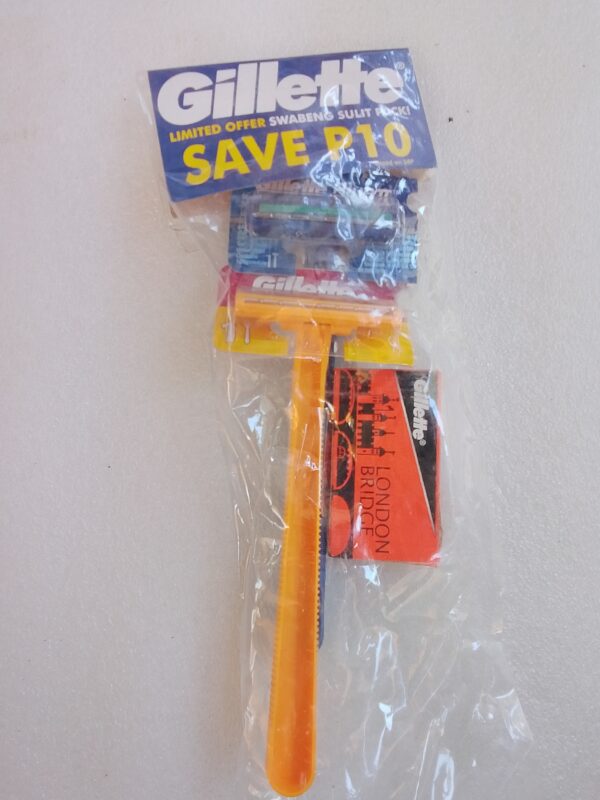 Gillette®
LIMITED OFFER SWABENG SULIT PACK!
SAVE P10
Gillette
Gillette
Gillette®
LONDON
BRIDGE